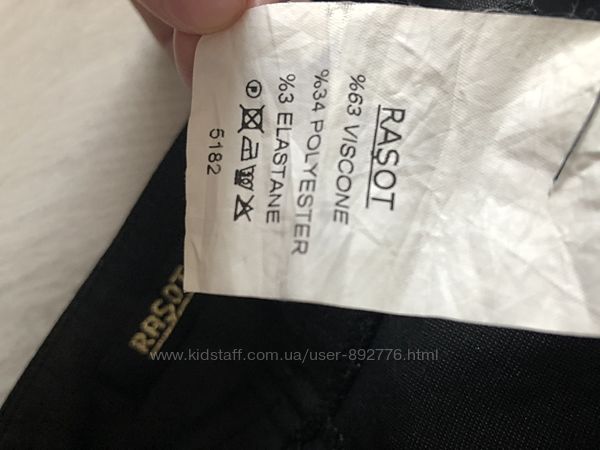 RASOT
%63 VISCONE
%34 POLYESTER
%3 ELASTANE
P
5182
RASOT
www.kidstaff.com.ua/user-892776.html